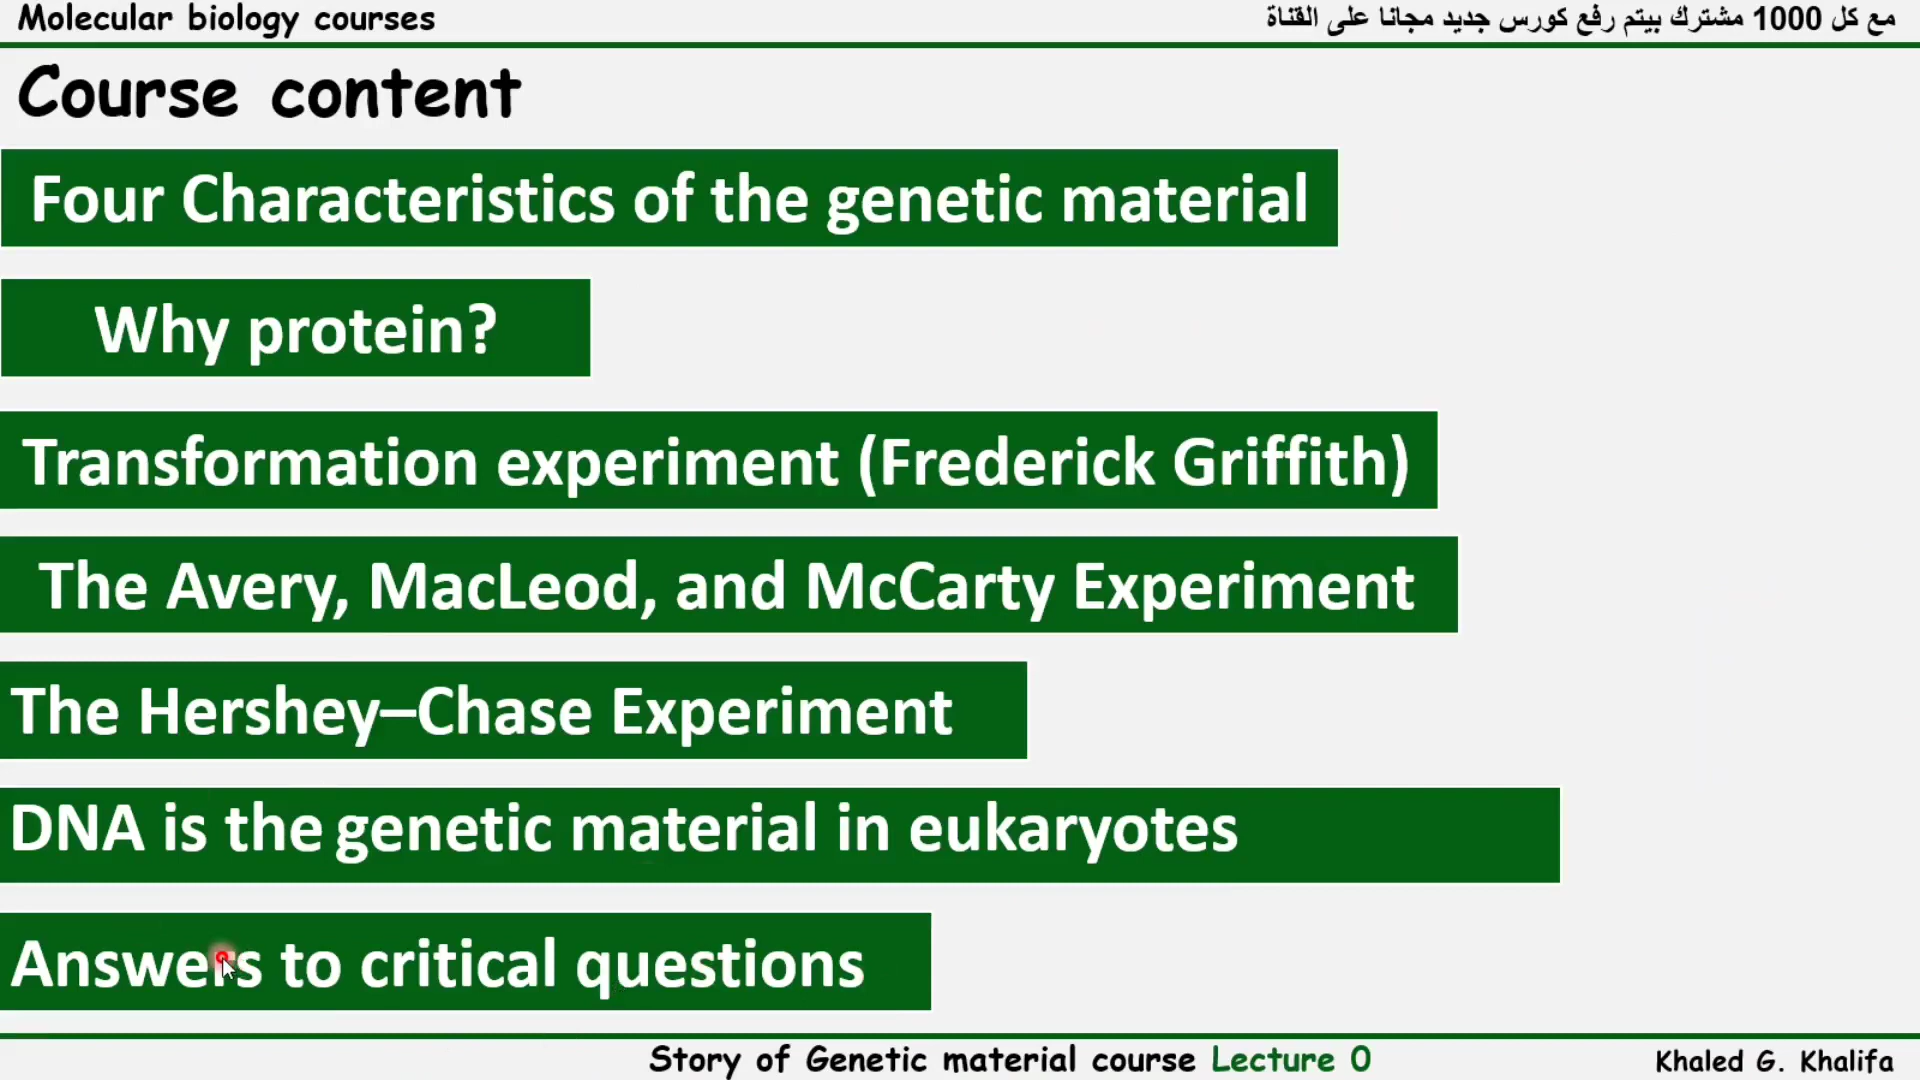 Molecular biology courses
مع كل 1000 مشترك بيتم رفع كورس جديد مجانا على القناة
Course content
Four Characteristics of the genetic material
Why protein?
Transformation experiment (Frederick Griffith)
The Avery, MacLeod, and McCarty Experiment
The Hershey–Chase Experiment
DNA is the genetic material in eukaryotes
Answers to critical questions
Story of Genetic material course Lecture 0
Khaled G. Khalifa